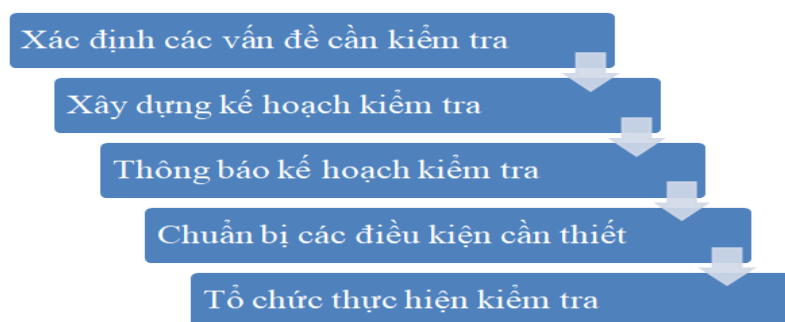 Xác định các vấn đề cần kiểm tra
Xây dựng kế hoạch kiểm tra
Thông báo kế hoạch kiểm tra
Chuẩn bị các điều kiện cần thiết
Tổ chức thực hiện kiểm tra